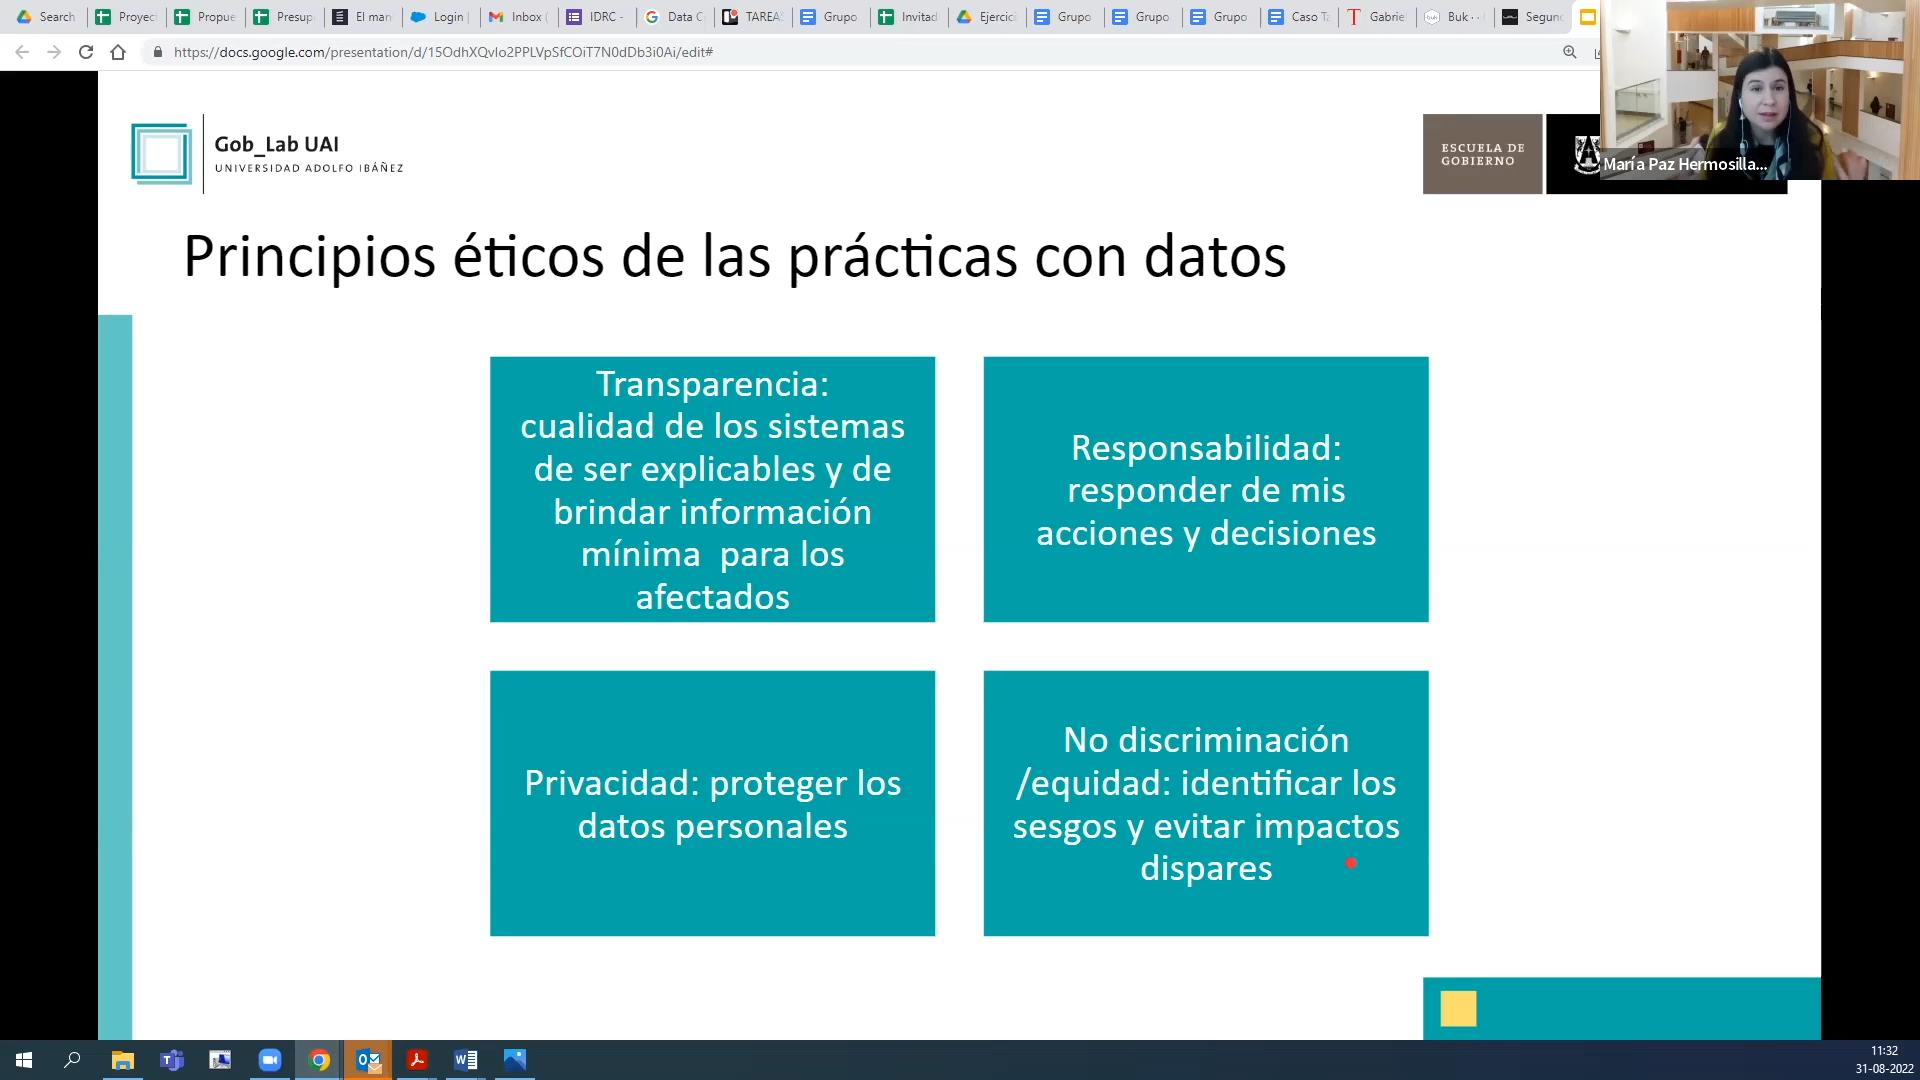 Search
Proyec
Propue
Presup
El man
Login
Inbox (
IDRC -
Data C
TAREA
Grupo
Invitad
Ejercic
Grupo
Grupo
Grupo
Caso T
Gabrie
Buk
Segun
https://docs.google.com/presentation/d/15OdhXQvIo2PPLVpSfCOiT7N0dDb3i0Ai/edit#
María Paz Hermosilla...
Gob_Lab UAI
UNIVERSIDAD ADOLFO IBÁÑEZ
ESCUELA DE
GOBIERNO
Principios éticos de las prácticas con datos
Transparencia:
cualidad de los sistemas
de ser explicables y de
brindar información
mínima para los
afectados
Responsabilidad:
responder de mis
acciones y decisiones
Privacidad: proteger los
datos personales
No discriminación
/equidad: identificar los
sesgos y evitar impactos
dispares
11:32
31-08-2022